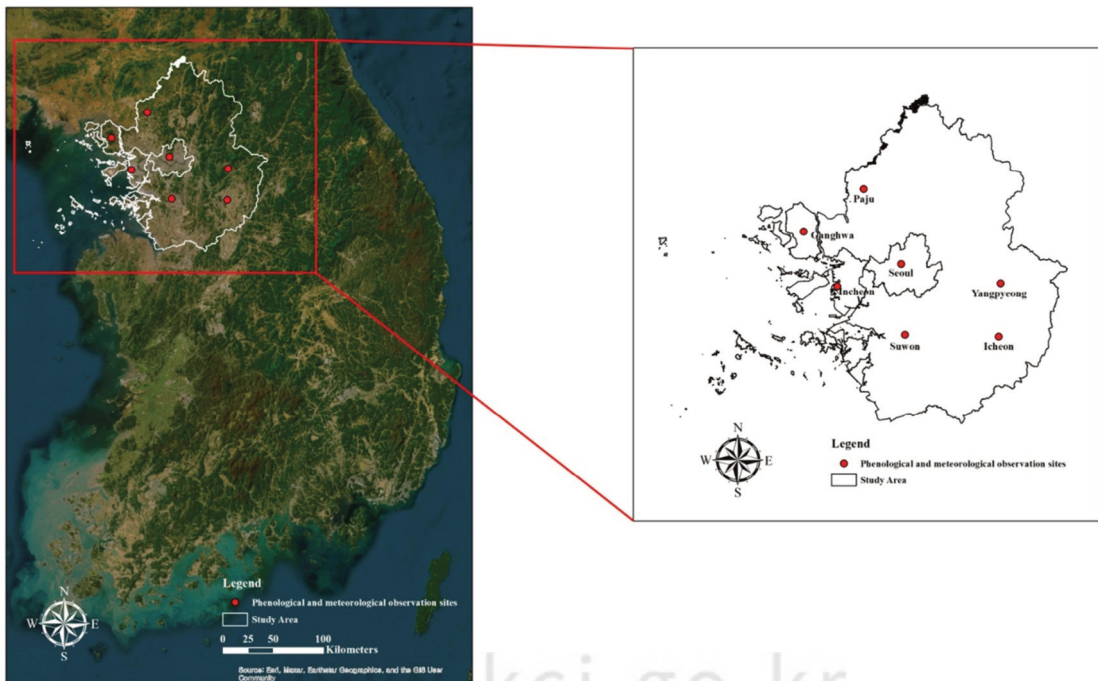 N
W E
S
Legend
Phenological and meteorological observation sites
Study Area
0 25 50 100
Kilometers
Source: Esri, Maxar, Earthstar Geographics, and the GIS User
Community
Paju
Ganghwa
Seoul
Incheon
Yangpyeong
Suwon
Icheon
N
W E
S
Legend
Phenological and meteorological observation sites
Study Area
kci.go.kr